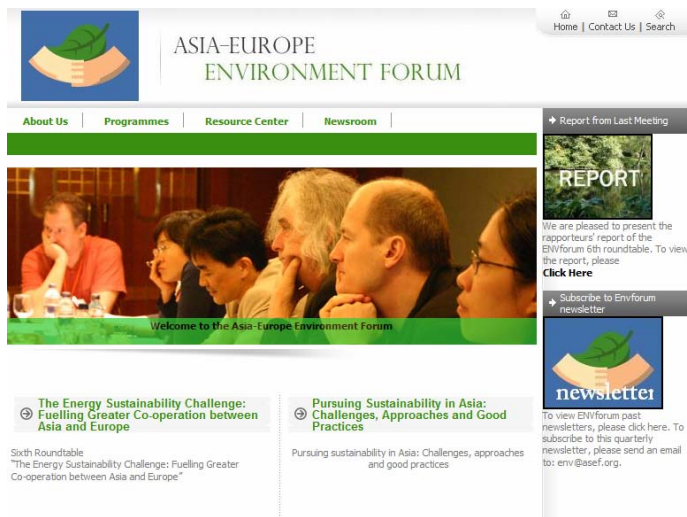 Home | Contact Us | Search
ASIA-EUROPE
ENVIRONMENT FORUM
About Us
Programmes
Resource Center
Newsroom
Welcome to the Asia-Europe Environment Forum
The Energy Sustainability Challenge:
Fuelling Greater Co-operation between
Asia and Europe
Sixth Roundtable
"The Energy Sustainability Challenge: Fuelling Greater
Co-operation between Asia and Europe"
Pursuing Sustainability in Asia:
Challenges, Approaches and Good
Practices
Pursuing sustainability in Asia: Challenges, approaches
and good practices
Report from Last Meeting
REPORT
We are pleased to present the
rapporteurs' report of the
ENVforum 6th roundtable. To view
the report, please
Click Here
Subscribe to Envforum
newsletter
newsletter
To view ENVforum past
newsletters, please click here. To
subscribe to this quarterly
newsletter, please send an email
to: env@asef.org.